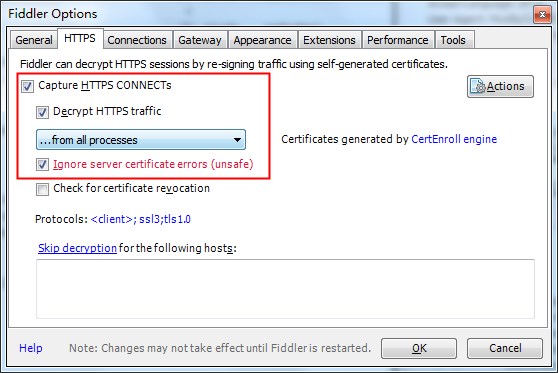 Fiddler Options
General HTTPS Connections Gateway Appearance Extensions Performance Tools
Fiddler can decrypt HTTPS sessions by re-signing traffic using self-generated certificates.
Capture HTTPS CONNECTs
Actions
Decrypt HTTPS traffic
...from all processes
Certificates generated by CertEnroll engine
Ignore server certificate errors (unsafe)
Check for certificate revocation
Protocols: <client>; ssl3;tls1.0
Skip decryption for the following hosts:
Help Note: Changes may not take effect until Fiddler is restarted. OK Cancel